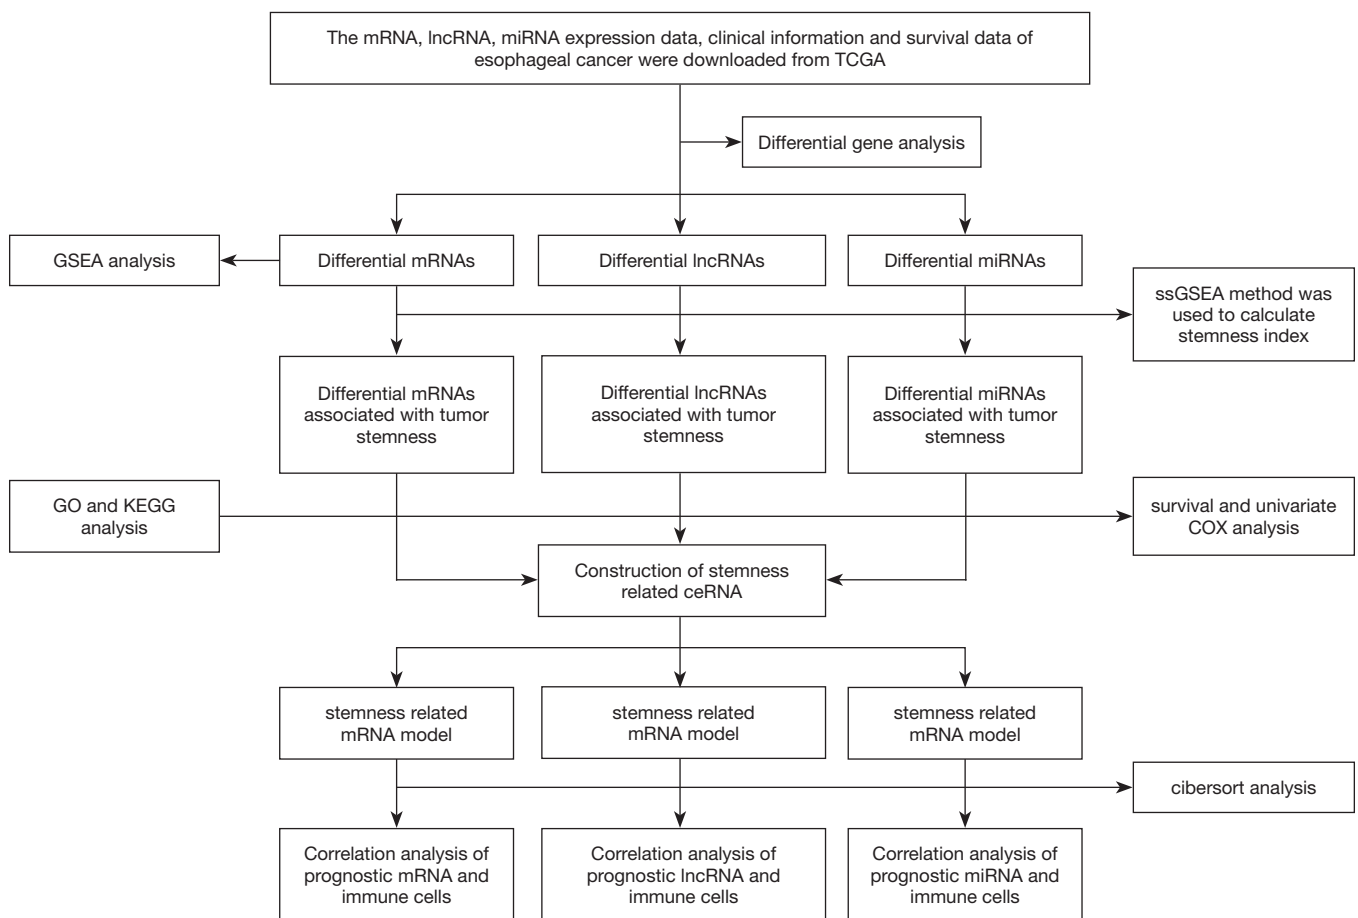 The mRNA, lncRNA, miRNA expression data, clinical information and survival data of
esophageal cancer were downloaded from TCGA
Differential gene analysis
GSEA analysis
Differential mRNAs
Differential lncRNAs
Differential miRNAs
ssGSEA method was
used to calculate
stemness index
Differential mRNAs
associated with tumor
stemness
Differential lncRNAs
associated with tumor
stemness
Differential miRNAs
associated with tumor
stemness
GO and KEGG
analysis
survival and univariate
COX analysis
Construction of stemness
related ceRNA
stemness related
mRNA model
stemness related
mRNA model
stemness related
mRNA model
cibersort analysis
Correlation analysis of
prognostic mRNA and
immune cells
Correlation analysis of
prognostic lncRNA and
immune cells
Correlation analysis of
prognostic miRNA and
immune cells